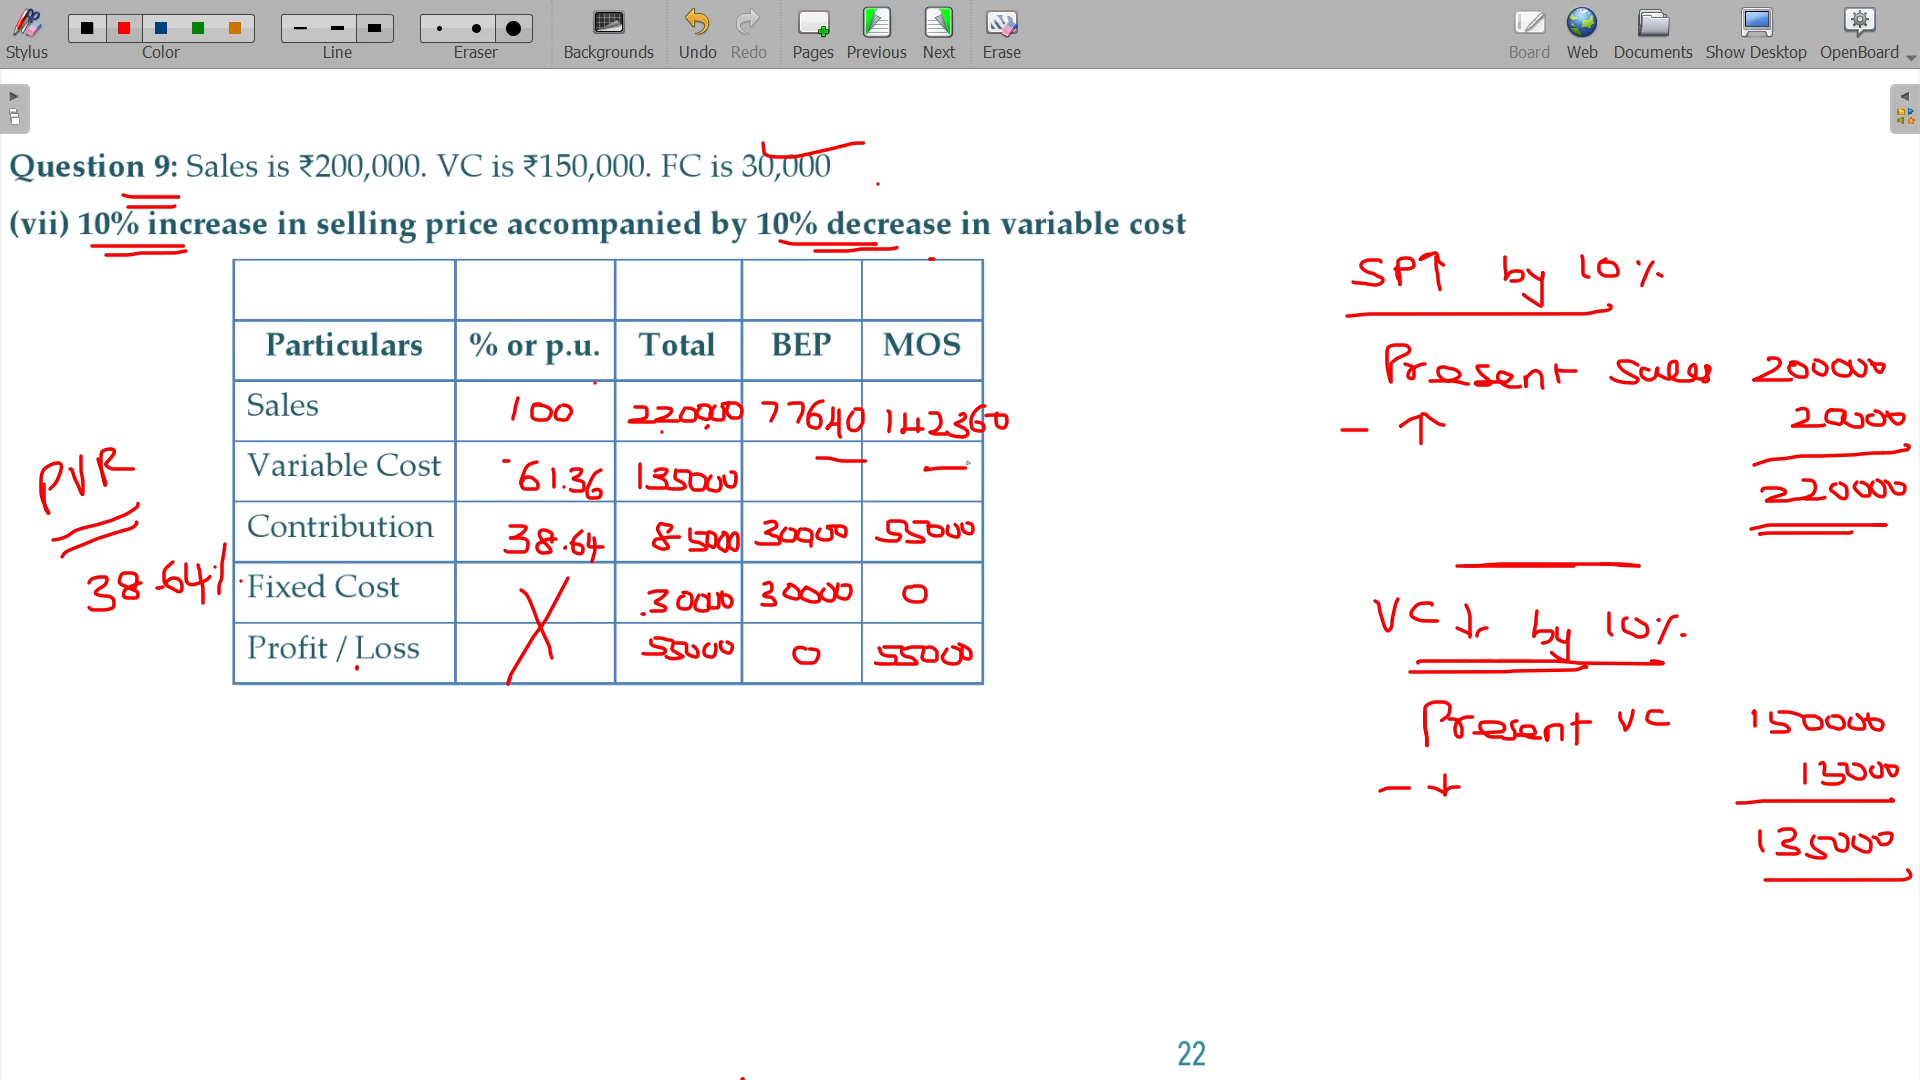 Stylus Color Line Eraser Backgrounds Undo Redo Pages Previous Next Erase Board Web Documents Show Desktop OpenBoard
Question 9: Sales is ₹200,000. VC is ₹150,000. FC is 30,000
(vii) 10% increase in selling price accompanied by 10% decrease in variable cost
Particulars % or p.u. Total BEP MOS
Sales 100 220000 77640 142360
Variable Cost 61.36 135000
Contribution 38.64 85000 30000 55000
Fixed Cost 30000 30000 0
Profit / Loss 55000 0 55000
PVR
38.64%
SP↑ by 10%
Present sales 200000
- ↑ 20000
220000
VC ↓ by 10%
Present VC 150000
- ↓ 15000
135000
22